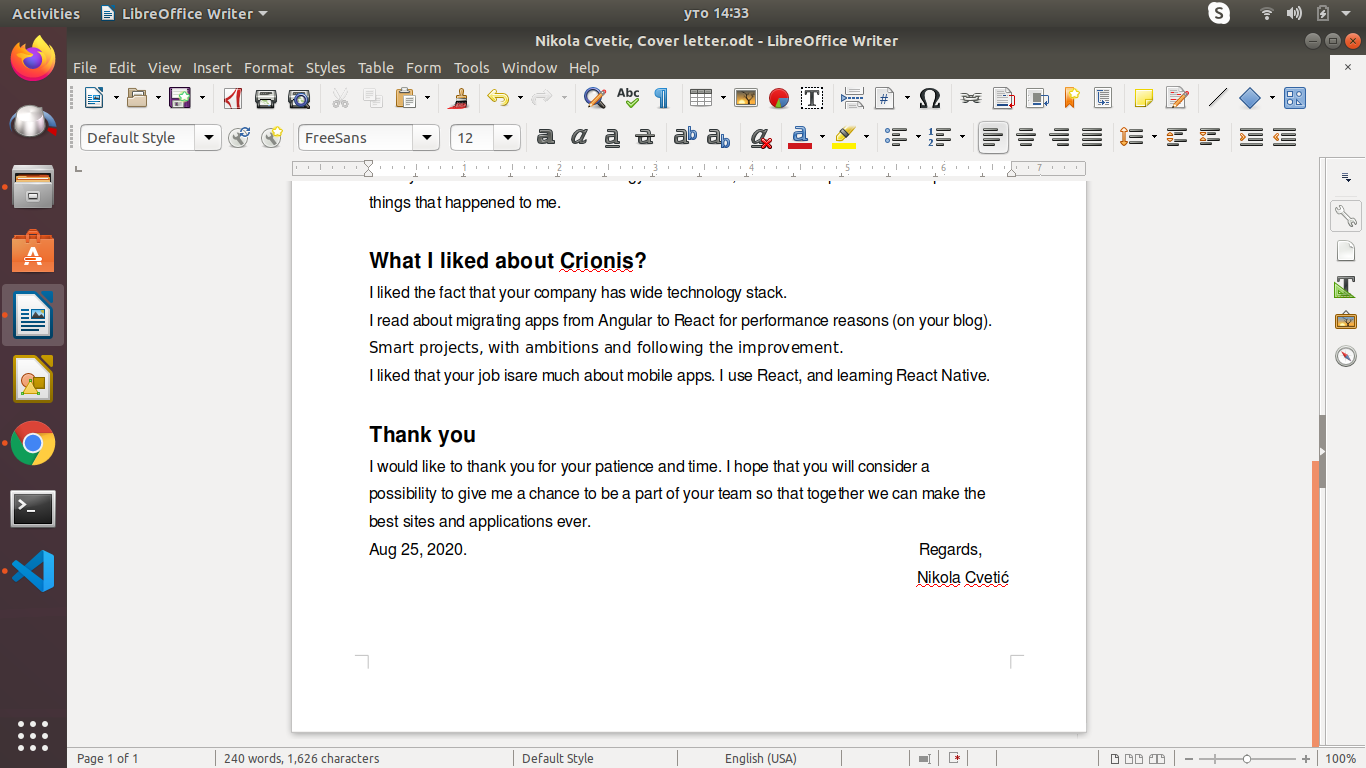 Activities LibreOffice Writer уто 14:33
Nikola Cvetic, Cover letter.odt - LibreOffice Writer
File Edit View Insert Format Styles Table Form Tools Window Help
Default Style FreeSans 12
1 2 3 4 5 6 7
things that happened to me.
What I liked about Crionis?
I liked the fact that your company has wide technology stack.
I read about migrating apps from Angular to React for performance reasons (on your blog).
Smart projects, with ambitions and following the improvement.
I liked that your job isare much about mobile apps. I use React, and learning React Native.
Thank you
I would like to thank you for your patience and time. I hope that you will consider a
possibility to give me a chance to be a part of your team so that together we can make the
best sites and applications ever.
Aug 25, 2020. Regards,
Nikola Cvetić
Page 1 of 1 240 words, 1,626 characters Default Style English (USA) 100%